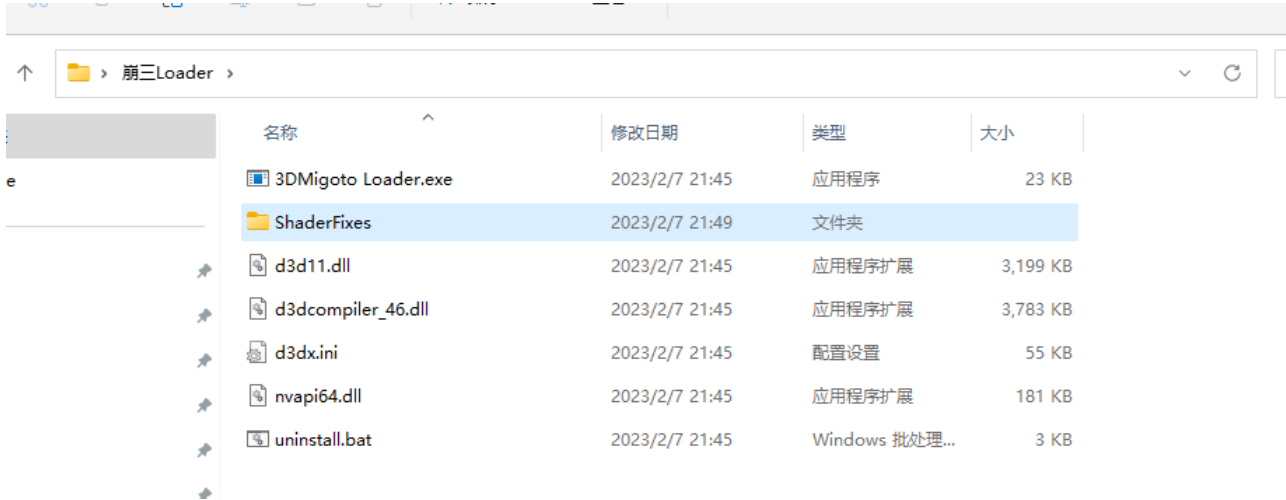 崩三Loader
名称 修改日期 类型 大小
e
3DMigoto Loader.exe 2023/2/7 21:45 应用程序 23 KB
ShaderFixes 2023/2/7 21:49 文件夹
d3d11.dll 2023/2/7 21:45 应用程序扩展 3,199 KB
d3dcompiler_46.dll 2023/2/7 21:45 应用程序扩展 3,783 KB
d3dx.ini 2023/2/7 21:45 配置设置 55 KB
nvapi64.dll 2023/2/7 21:45 应用程序扩展 181 KB
uninstall.bat 2023/2/7 21:45 Windows 批处理... 3 KB